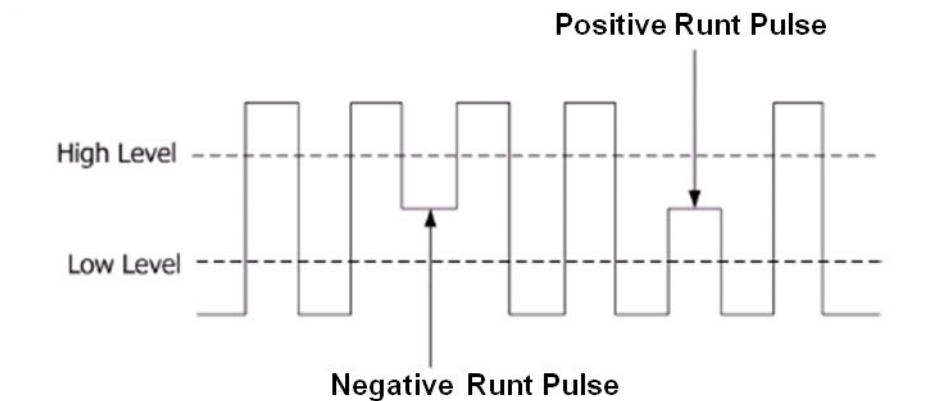 Positive Runt Pulse
High Level
Low Level
Negative Runt Pulse